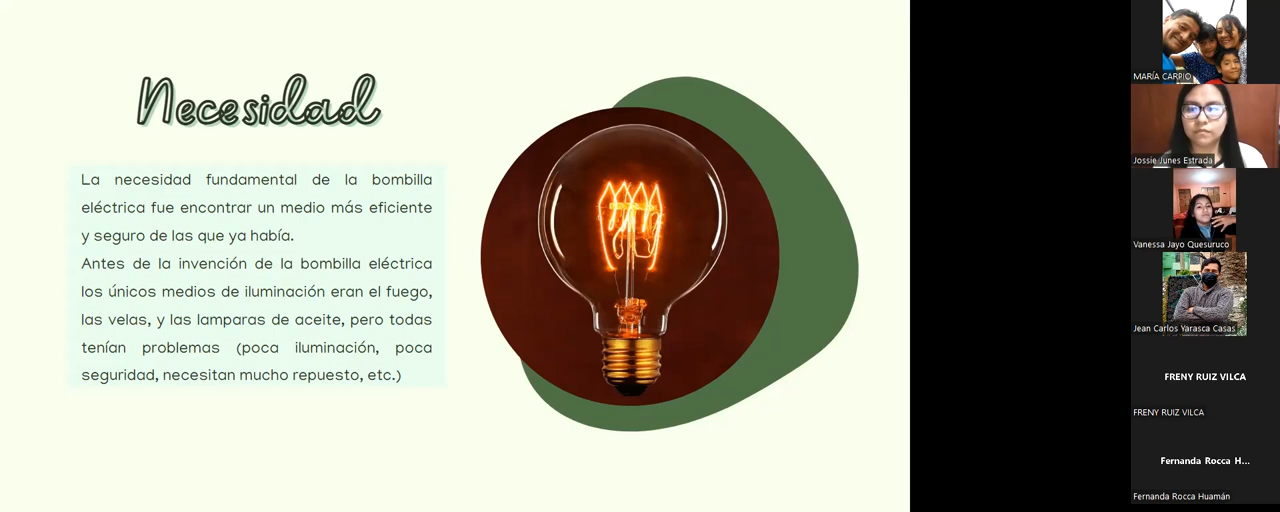 Necesidad
La necesidad fundamental de la bombilla
eléctrica fue encontrar un medio más eficiente
y seguro de las que ya había.
Antes de la invención de la bombilla eléctrica
los únicos medios de iluminación eran el fuego,
las velas, y las lamparas de aceite, pero todas
tenían problemas (poca iluminación, poca
seguridad, necesitan mucho repuesto, etc.)
MARÍA CARPIO
Jossie Junes Estrada
Vanessa Jayo Quesuruco
Jean Carlos Yarasca Casas
FRENY RUIZ VILCA
FRENY RUIZ VILCA
Fernanda Rocca H...
Fernanda Rocca Huamán